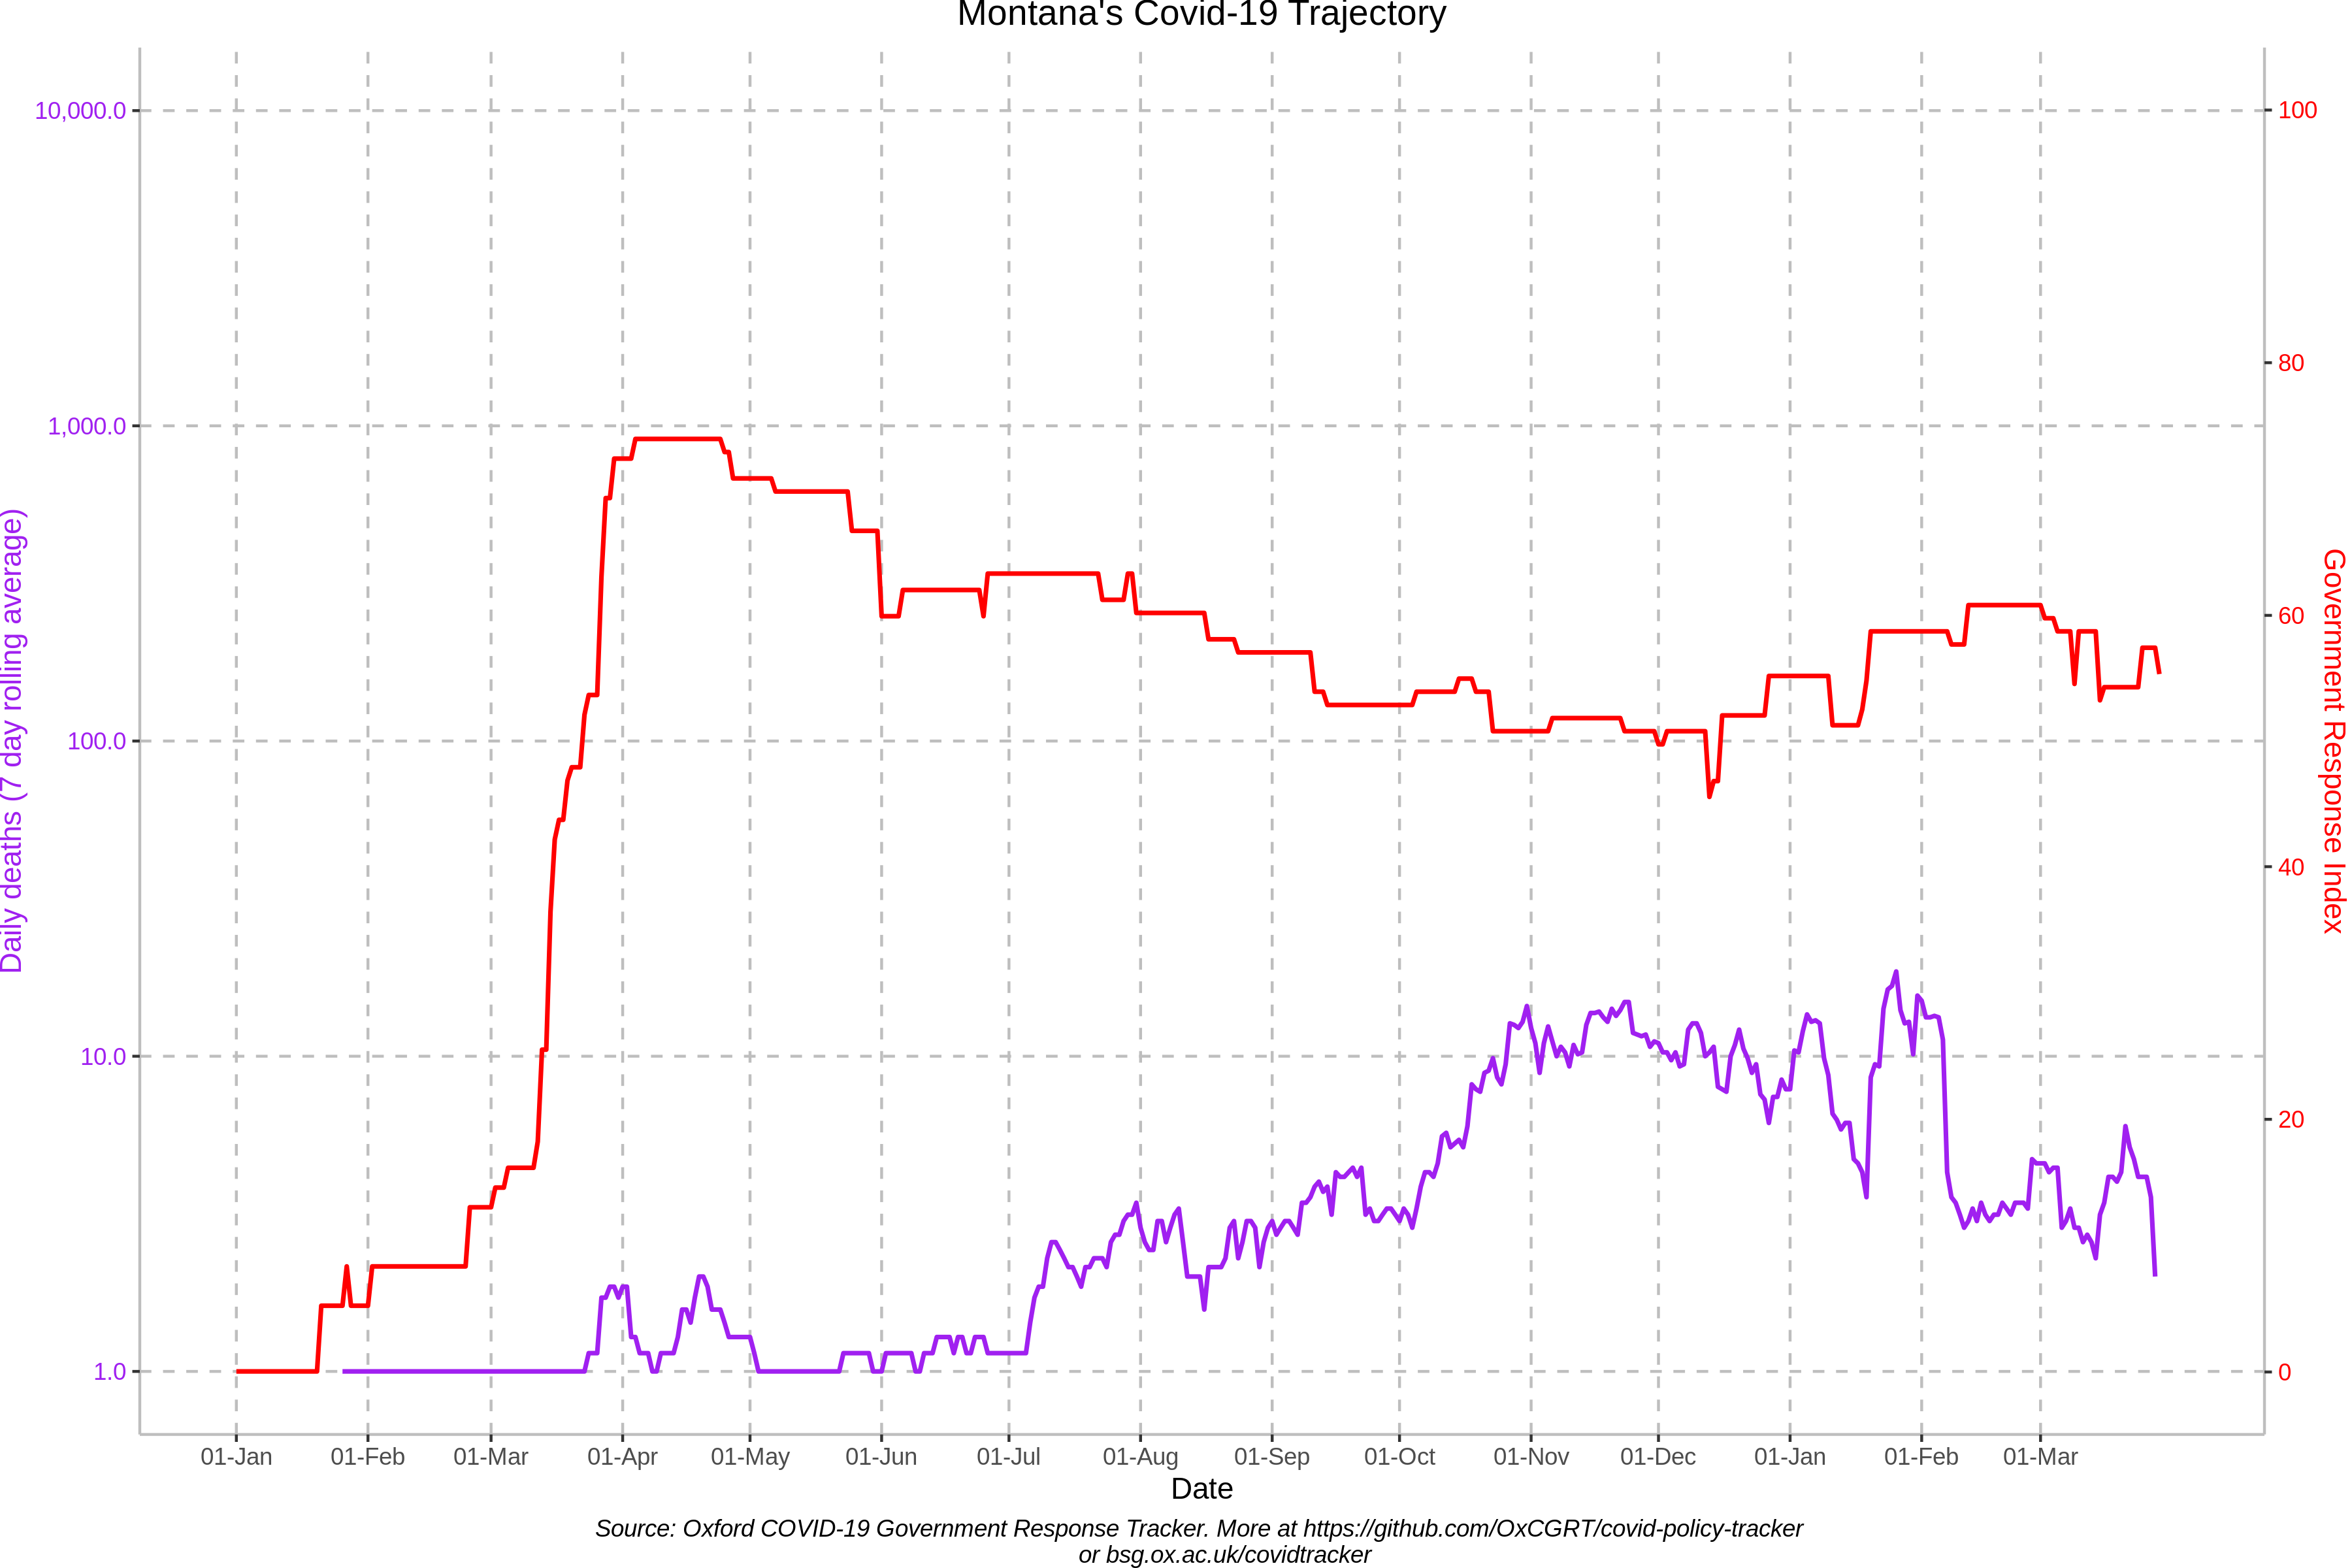 Montana's Covid-19 Trajectory
10,000.0
1,000.0
100.0
10.0
1.0
Daily deaths (7 day rolling average)
100
80
60
40
20
0
Government Response Index
01-Jan 01-Feb 01-Mar 01-Apr 01-May 01-Jun 01-Jul 01-Aug 01-Sep 01-Oct 01-Nov 01-Dec 01-Jan 01-Feb 01-Mar
Date
Source: Oxford COVID-19 Government Response Tracker. More at https://github.com/OxCGRT/covid-policy-tracker
or bsg.ox.ac.uk/covidtracker